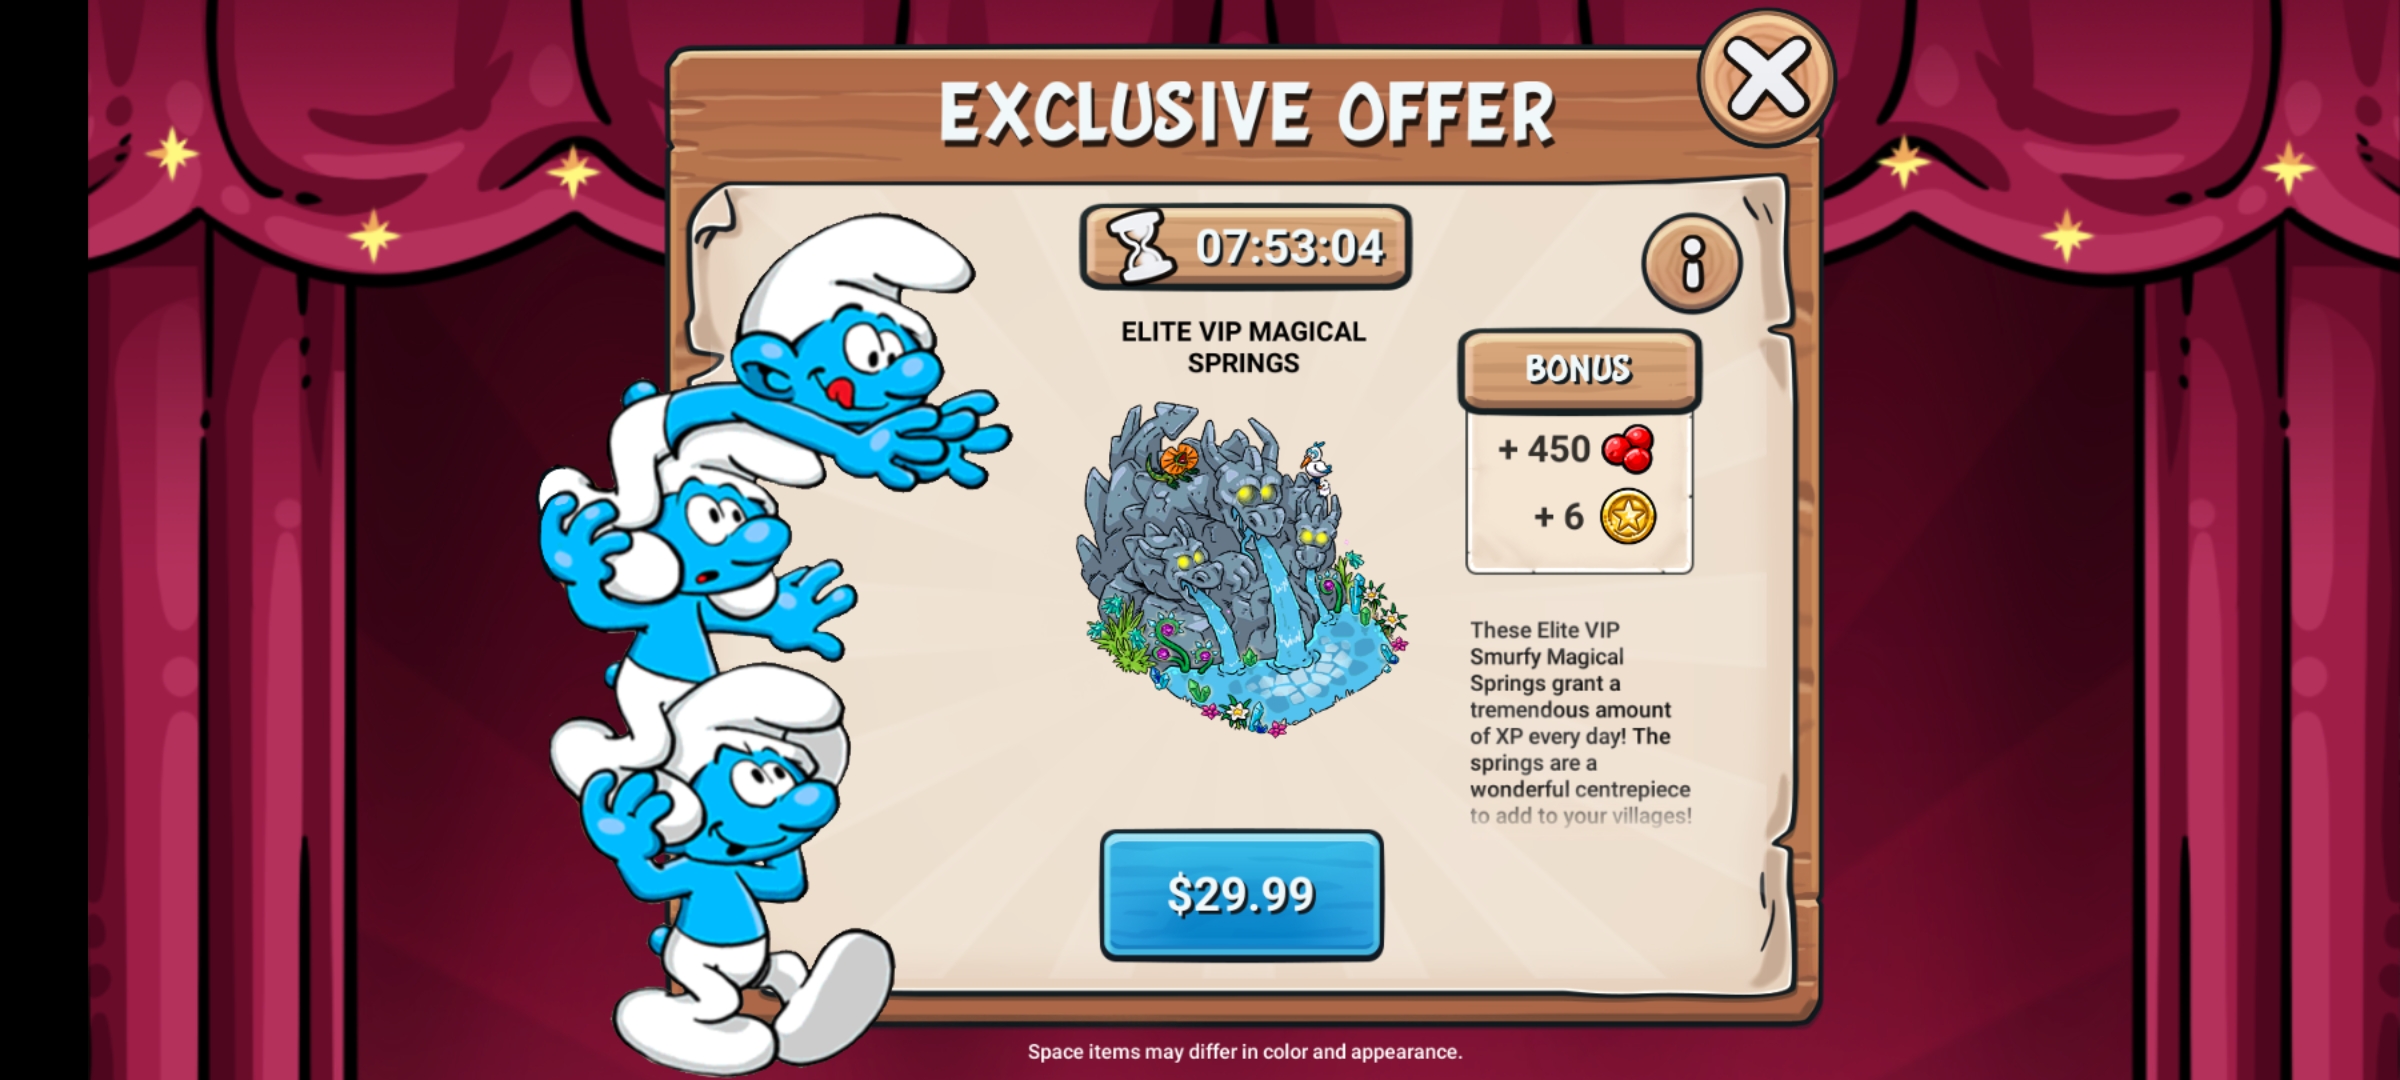 EXCLUSIVE OFFER
07:53:04
ELITE VIP MAGICAL
SPRINGS
BONUS
+ 450
+ 6
These Elite VIP
Smurfy Magical
Springs grant a
tremendous amount
of XP every day! The
springs are a
wonderful centrepiece
to add to your villages!
$29.99
Space items may differ in color and appearance.